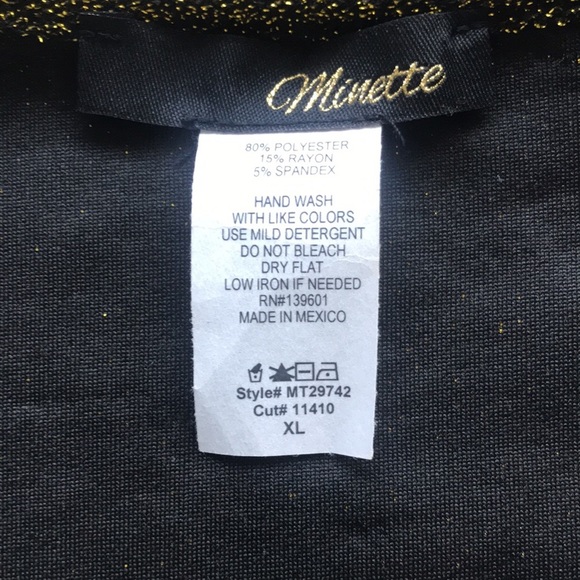 Minette
80% POLYESTER
15% RAYON
5% SPANDEX
HAND WASH
WITH LIKE COLORS
USE MILD DETERGENT
DO NOT BLEACH
DRY FLAT
LOW IRON IF NEEDED
RN#139601
MADE IN MEXICO
Style# MT29742
Cut# 11410
XL